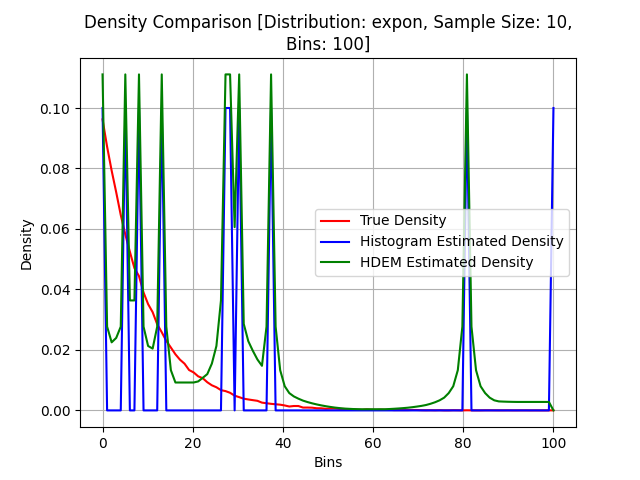 Density Comparison [Distribution: expon, Sample Size: 10,
Bins: 100]
0.10
0.08
0.06
0.04
0.02
0.00
Density
True Density
Histogram Estimated Density
HDEM Estimated Density
0 20 40 60 80 100
Bins